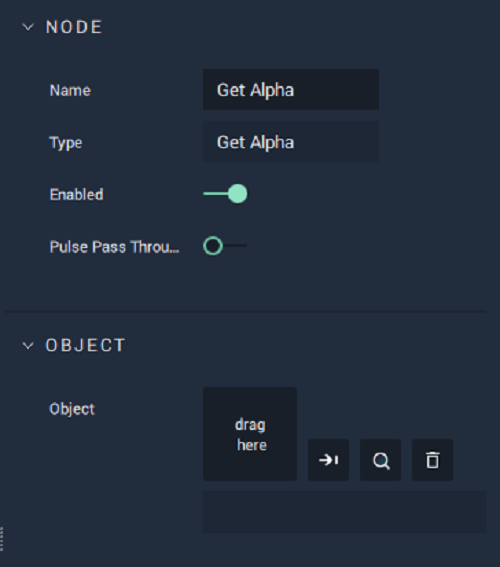 NODE
Name
Get Alpha
Type
Get Alpha
Enabled
Pulse Pass Throu...
OBJECT
Object
drag
here